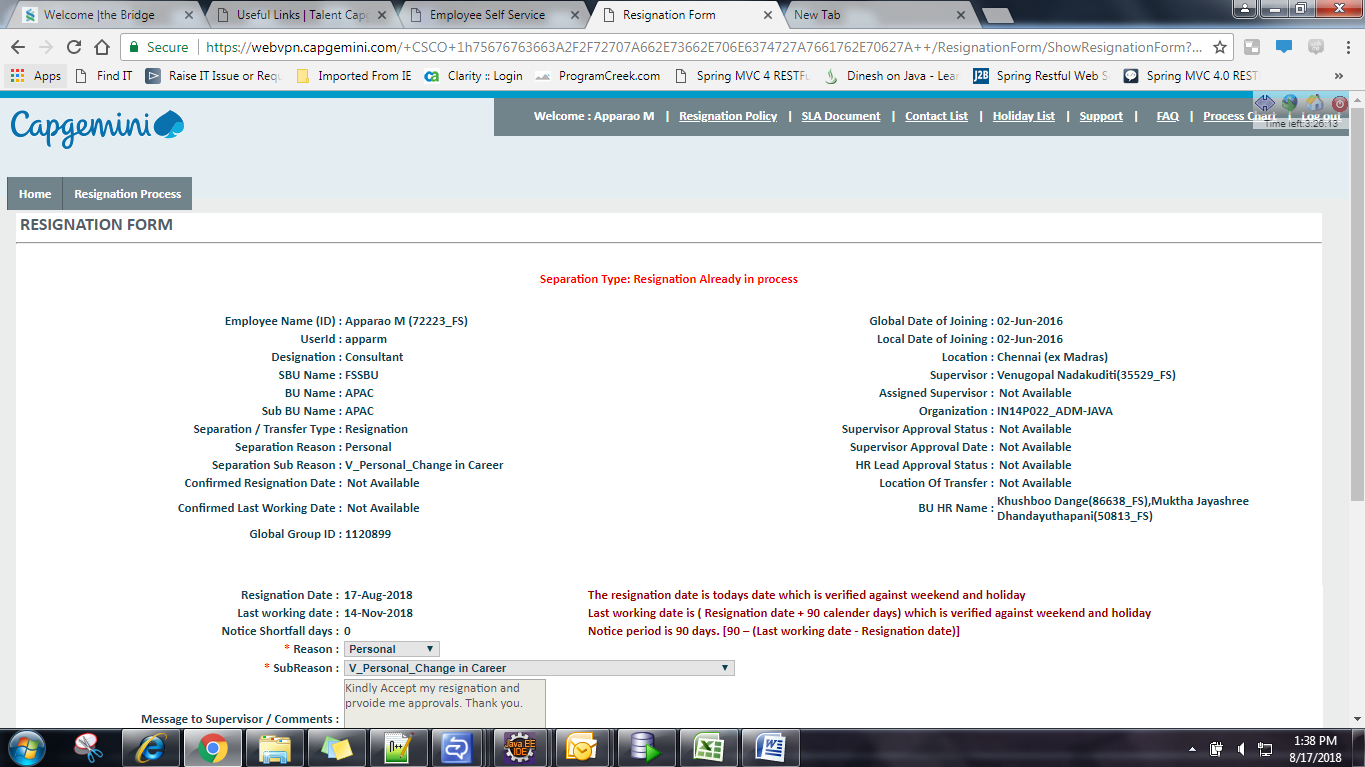 Welcome |the Bridge
Useful Links | Talent Cap
Employee Self Service
Resignation Form
New Tab
Secure | https://webvpn.capgemini.com/+CSCO+1h75676763663A2F2F72707A662E73662E706E6374727A7661762E70627A++/ResignationForm/ShowResignationForm?...
Apps Find IT Raise IT Issue or Requ Imported From IE Clarity :: Login ProgramCreek.com Spring MVC 4 RESTFu Dinesh on Java - Lear Spring Restful Web S Spring MVC 4.0 REST »
Capgemini
Welcome : Apparao M | Resignation Policy | SLA Document | Contact List | Holiday List | Support | FAQ | Process Chart | Log out
Time left:3:26:13
Home Resignation Process
RESIGNATION FORM
Separation Type: Resignation Already in process
Employee Name (ID) : Apparao M (72223_FS)
Global Date of Joining : 02-Jun-2016
UserId : apparm
Local Date of Joining : 02-Jun-2016
Designation : Consultant
Location : Chennai (ex Madras)
SBU Name : FSSBU
Supervisor : Venugopal Nadakuditi(35529_FS)
BU Name : APAC
Assigned Supervisor : Not Available
Sub BU Name : APAC
Organization : IN14P022_ADM-JAVA
Separation / Transfer Type : Resignation
Supervisor Approval Status : Not Available
Separation Reason : Personal
Supervisor Approval Date : Not Available
Separation Sub Reason : V_Personal_Change in Career
HR Lead Approval Status : Not Available
Confirmed Resignation Date : Not Available
Location Of Transfer : Not Available
Confirmed Last Working Date : Not Available
BU HR Name : Khushboo Dange(86638_FS),Muktha Jayashree
Dhandayuthapani(50813_FS)
Global Group ID : 1120899
Resignation Date : 17-Aug-2018 The resignation date is todays date which is verified against weekend and holiday
Last working date : 14-Nov-2018 Last working date is ( Resignation date + 90 calender days) which is verified against weekend and holiday
Notice Shortfall days : 0 Notice period is 90 days. [90 – (Last working date - Resignation date)]
* Reason : Personal
* SubReason : V_Personal_Change in Career
Kindly Accept my resignation and
prvoide me approvals. Thank you.
Message to Supervisor / Comments :
n++
Java EE
IDE
1:38 PM
8/17/2018